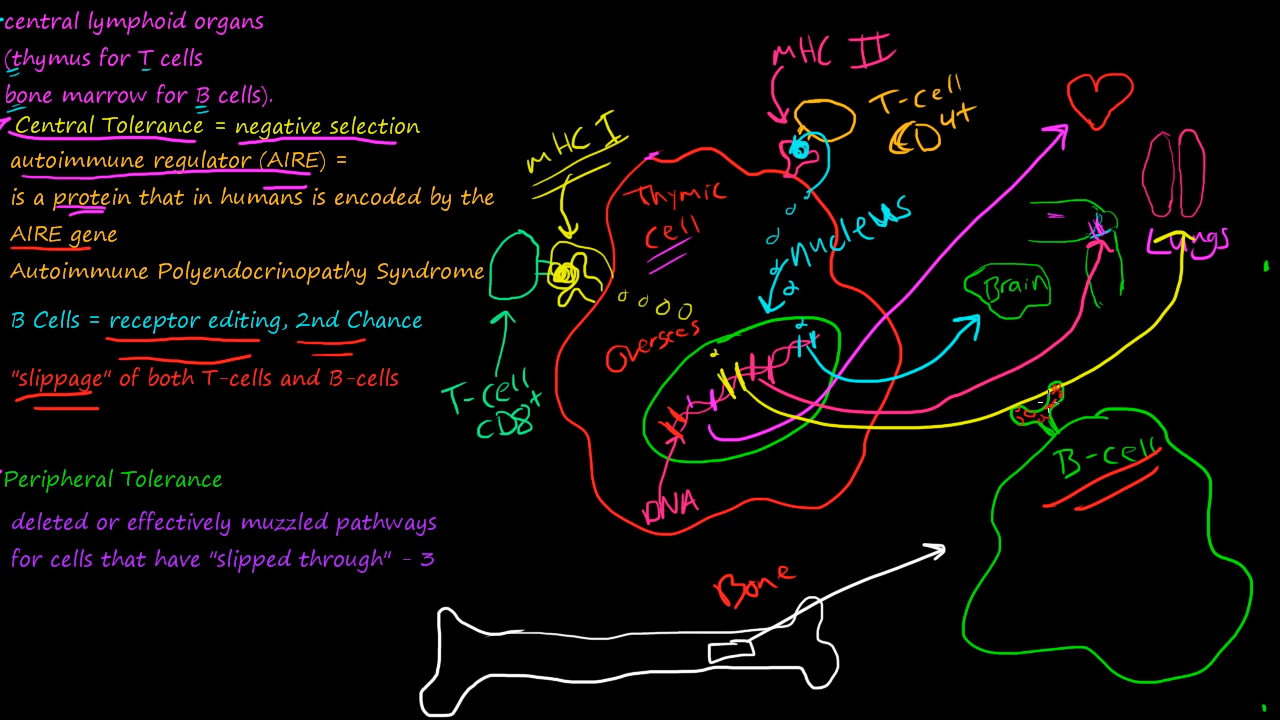 central lymphoid organs
(thymus for T cells
bone marrow for B cells).
Central Tolerance = negative selection
autoimmune regulator (AIRE) =
is a protein that in humans is encoded by the
AIRE gene
Autoimmune Polyendocrinopathy Syndrome
B Cells = receptor editing, 2nd Chance
"slippage" of both T-cells and B-cells
Peripheral Tolerance
deleted or effectively muzzled pathways
for cells that have "slipped through" - 3
MHC II
T-cell
CD4+
MHC I
Thymic
cell
nucleus
Oversees
Lungs
Brain
T-cell
CD8+
DNA
B-cell
Bone